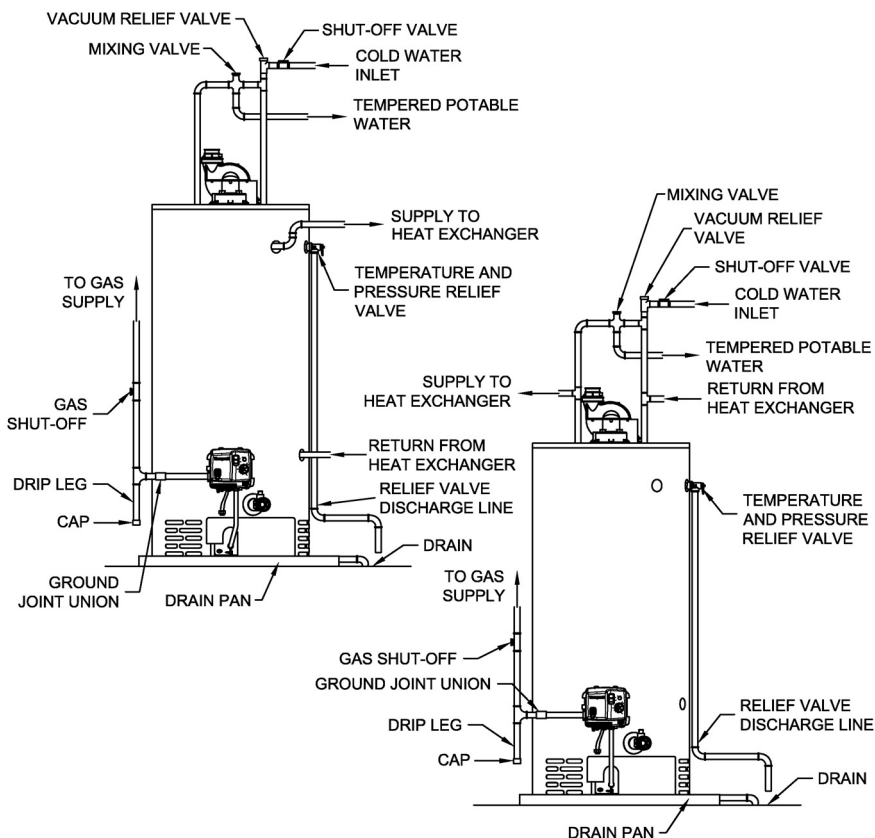 VACUUM RELIEF VALVE
SHUT-OFF VALVE
MIXING VALVE
COLD WATER
INLET
TEMPERED POTABLE
WATER
SUPPLY TO
HEAT EXCHANGER
TO GAS
SUPPLY
TEMPERATURE AND
PRESSURE RELIEF
VALVE
GAS
SHUT-OFF
RETURN FROM
HEAT EXCHANGER
DRIP LEG
RELIEF VALVE
DISCHARGE LINE
CAP
DRAIN
GROUND
JOINT UNION
DRAIN PAN
MIXING VALVE
VACUUM RELIEF
VALVE
SHUT-OFF VALVE
COLD WATER
INLET
TEMPERED POTABLE
WATER
SUPPLY TO
HEAT EXCHANGER
RETURN FROM
HEAT EXCHANGER
TEMPERATURE
AND PRESSURE
RELIEF VALVE
TO GAS
SUPPLY
GAS SHUT-OFF
GROUND JOINT UNION
DRIP LEG
RELIEF VALVE
DISCHARGE LINE
CAP
DRAIN
DRAIN PAN